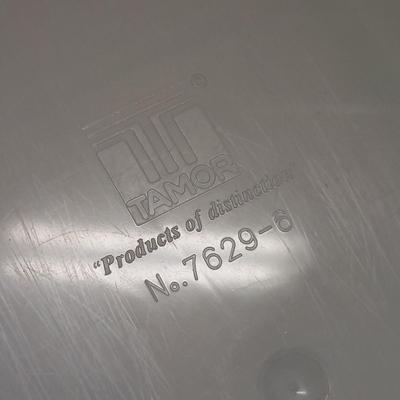 ®
TAMOR
"Products of distinction"
No. 7629-6